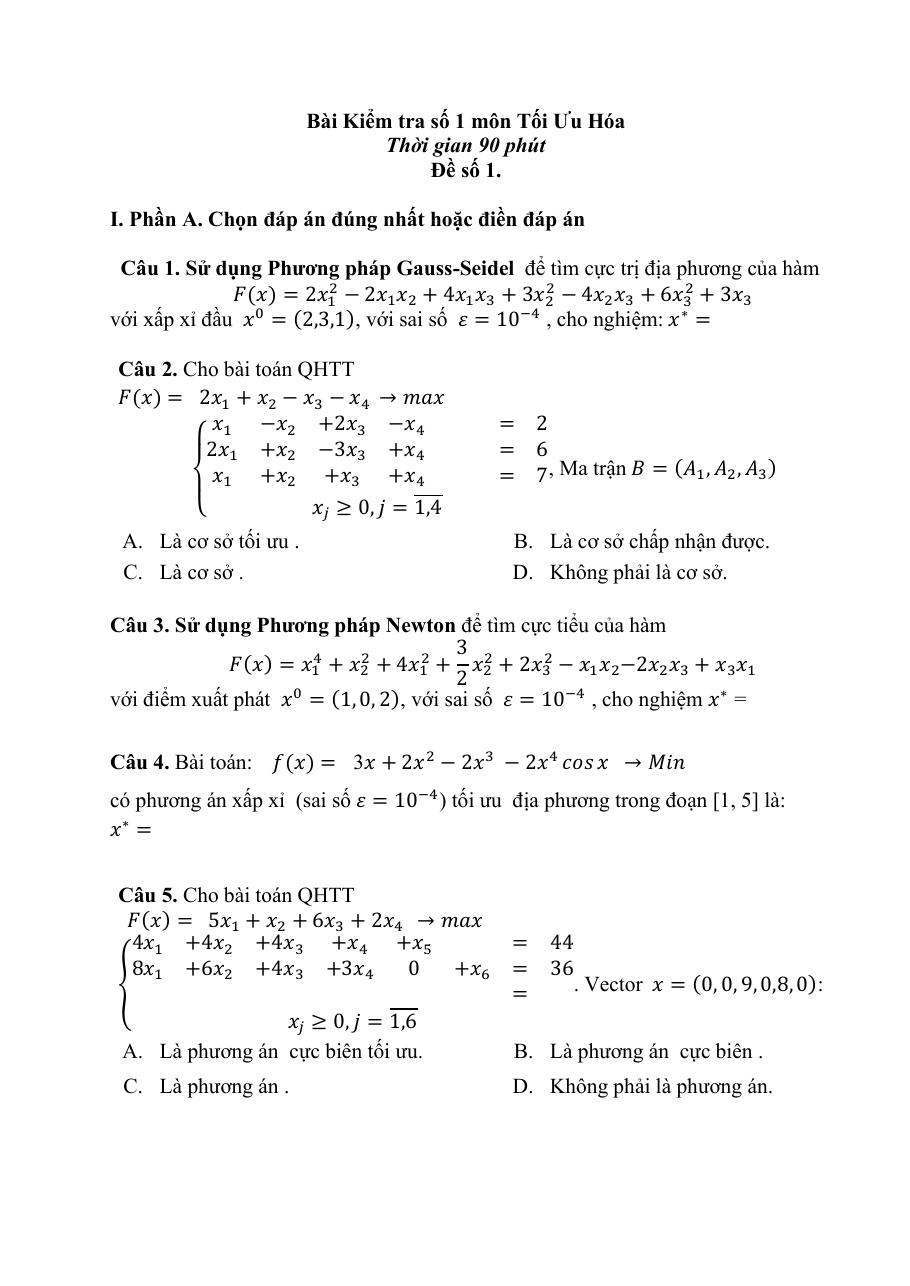 Bài Kiểm tra số 1 môn Tối Ưu Hóa
Thời gian 90 phút
Đề số 1.
I. Phần A. Chọn đáp án đúng nhất hoặc điền đáp án
Câu 1. Sử dụng Phương pháp Gauss-Seidel để tìm cực trị địa phương của hàm
F(x) = 2x₁² − 2x₁x₂ + 4x₁x₃ + 3x₂² − 4x₂x₃ + 6x₃² + 3x₃
với xấp xỉ đầu x⁰ = (2,3,1), với sai số ε = 10⁻⁴ , cho nghiệm: x* =
Câu 2. Cho bài toán QHTT
F(x) = 2x₁ + x₂ − x₃ − x₄ → max
x₁ −x₂ +2x₃ −x₄ = 2
2x₁ +x₂ −3x₃ +x₄ = 6
x₁ +x₂ +x₃ +x₄ = 7, Ma trận B = (A₁, A₂, A₃)
xⱼ ≥ 0, j = 1,4
A. Là cơ sở tối ưu . B. Là cơ sở chấp nhận được.
C. Là cơ sở . D. Không phải là cơ sở.
Câu 3. Sử dụng Phương pháp Newton để tìm cực tiểu của hàm
F(x) = x₁⁴ + x₂² + 4x₁² + 3/2 x₂² + 2x₃² − x₁x₂−2x₂x₃ + x₃x₁
với điểm xuất phát x⁰ = (1, 0, 2), với sai số ε = 10⁻⁴ , cho nghiệm x* =
Câu 4. Bài toán: f(x) = 3x + 2x² − 2x³ − 2x⁴ cos x → Min
có phương án xấp xỉ (sai số ε = 10⁻⁴) tối ưu địa phương trong đoạn [1, 5] là:
x* =
Câu 5. Cho bài toán QHTT
F(x) = 5x₁ + x₂ + 6x₃ + 2x₄ → max
4x₁ +4x₂ +4x₃ +x₄ +x₅ = 44
8x₁ +6x₂ +4x₃ +3x₄ 0 +x₆ = 36
= . Vector x = (0, 0, 9, 0,8, 0):
xⱼ ≥ 0, j = 1,6
A. Là phương án cực biên tối ưu. B. Là phương án cực biên .
C. Là phương án . D. Không phải là phương án.